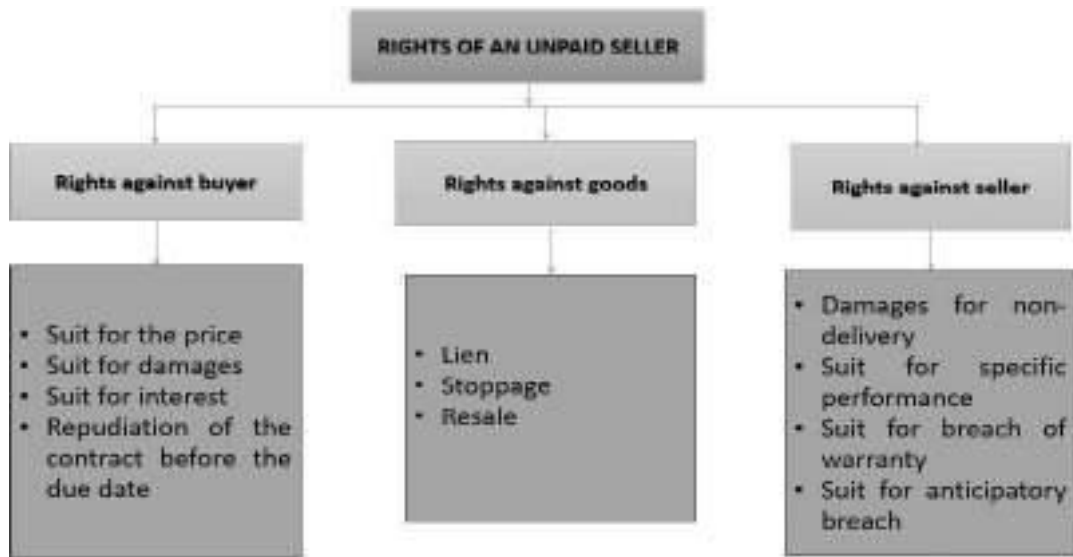 RIGHTS OF AN UNPAID SELLER
Rights against buyer
Rights against goods
Rights against seller
• Suit for the price
• Suit for damages
• Suit for interest
• Repudiation of the
contract before the
due date
• Lien
• Stoppage
• Resale
• Damages for non-
delivery
• Suit for specific
performance
• Suit for breach of
warranty
• Suit for anticipatory
breach